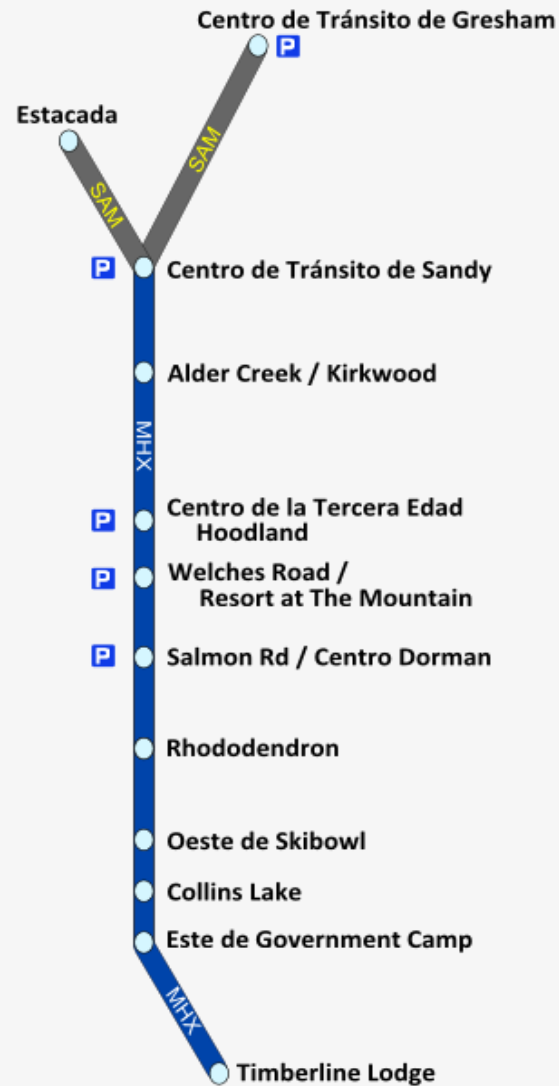 Centro de Tránsito de Gresham
P
Estacada
SAM
SAM
P
Centro de Tránsito de Sandy
Alder Creek / Kirkwood
MHX
P
Centro de la Tercera Edad
Hoodland
P
Welches Road /
Resort at The Mountain
P
Salmon Rd / Centro Dorman
Rhododendron
Oeste de Skibowl
Collins Lake
Este de Government Camp
MHX
Timberline Lodge